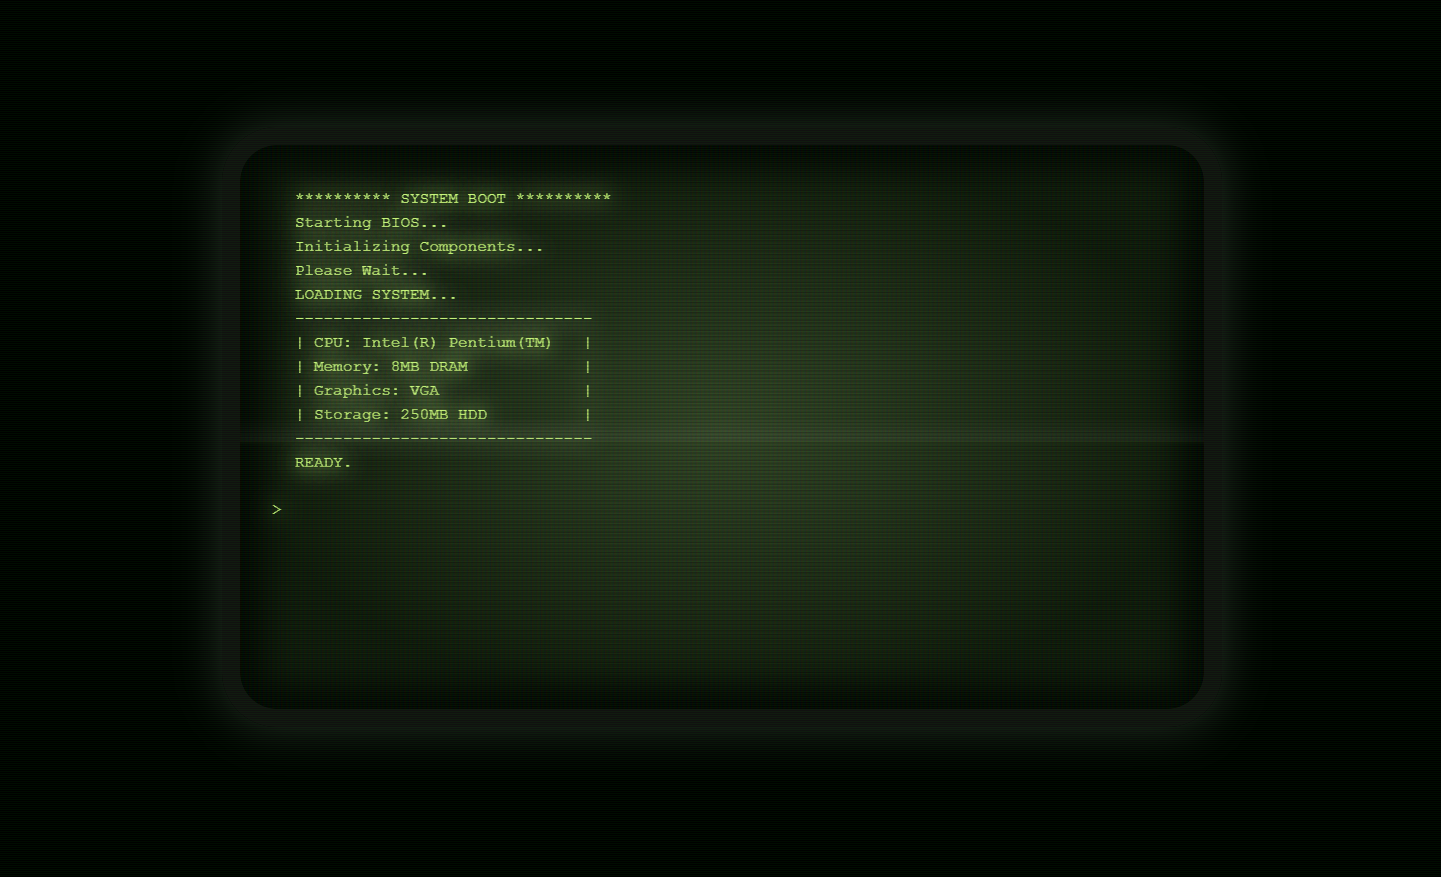 ********** SYSTEM BOOT **********
Starting BIOS...
Initializing Components...
Please Wait...
LOADING SYSTEM...
-------------------------------
| CPU: Intel(R) Pentium(TM)   |
| Memory: 8MB DRAM            |
| Graphics: VGA               |
| Storage: 250MB HDD          |
-------------------------------
READY.
>